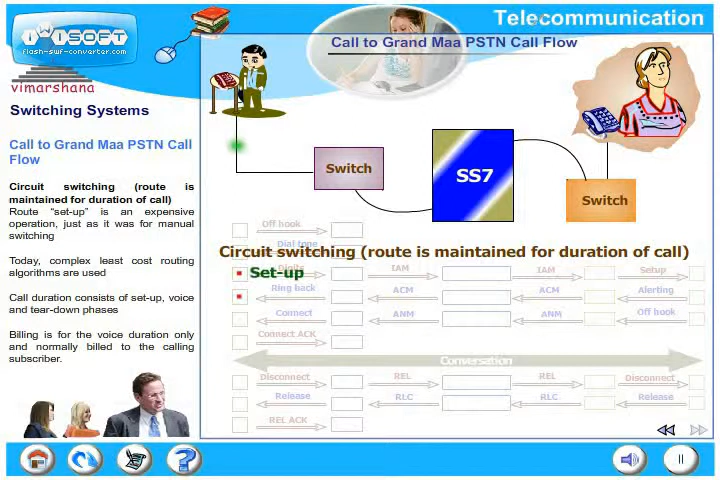 Telecommunication
iWiSOFT
flash-swf-converter.com
vimarshana
Switching Systems
Call to Grand Maa PSTN Call
Flow
Circuit switching (route is
maintained for duration of call)
Route "set-up" is an expensive
operation, just as it was for manual
switching
Today, complex least cost routing
algorithms are used
Call duration consists of set-up, voice
and tear-down phases
Billing is for the voice duration only
and normally billed to the calling
subscriber.
Call to Grand Maa PSTN Call Flow
Switch
SS7
Switch
Off hook
Dial tone
Circuit switching (route is maintained for duration of call)
Set-up
Digits IAM IAM Setup
Ring back ACM ACM Alerting
Connect ANM ANM Off hook
Connect ACK
Conversation
Disconnect REL REL Disconnect
Release RLC RLC Release
REL ACK